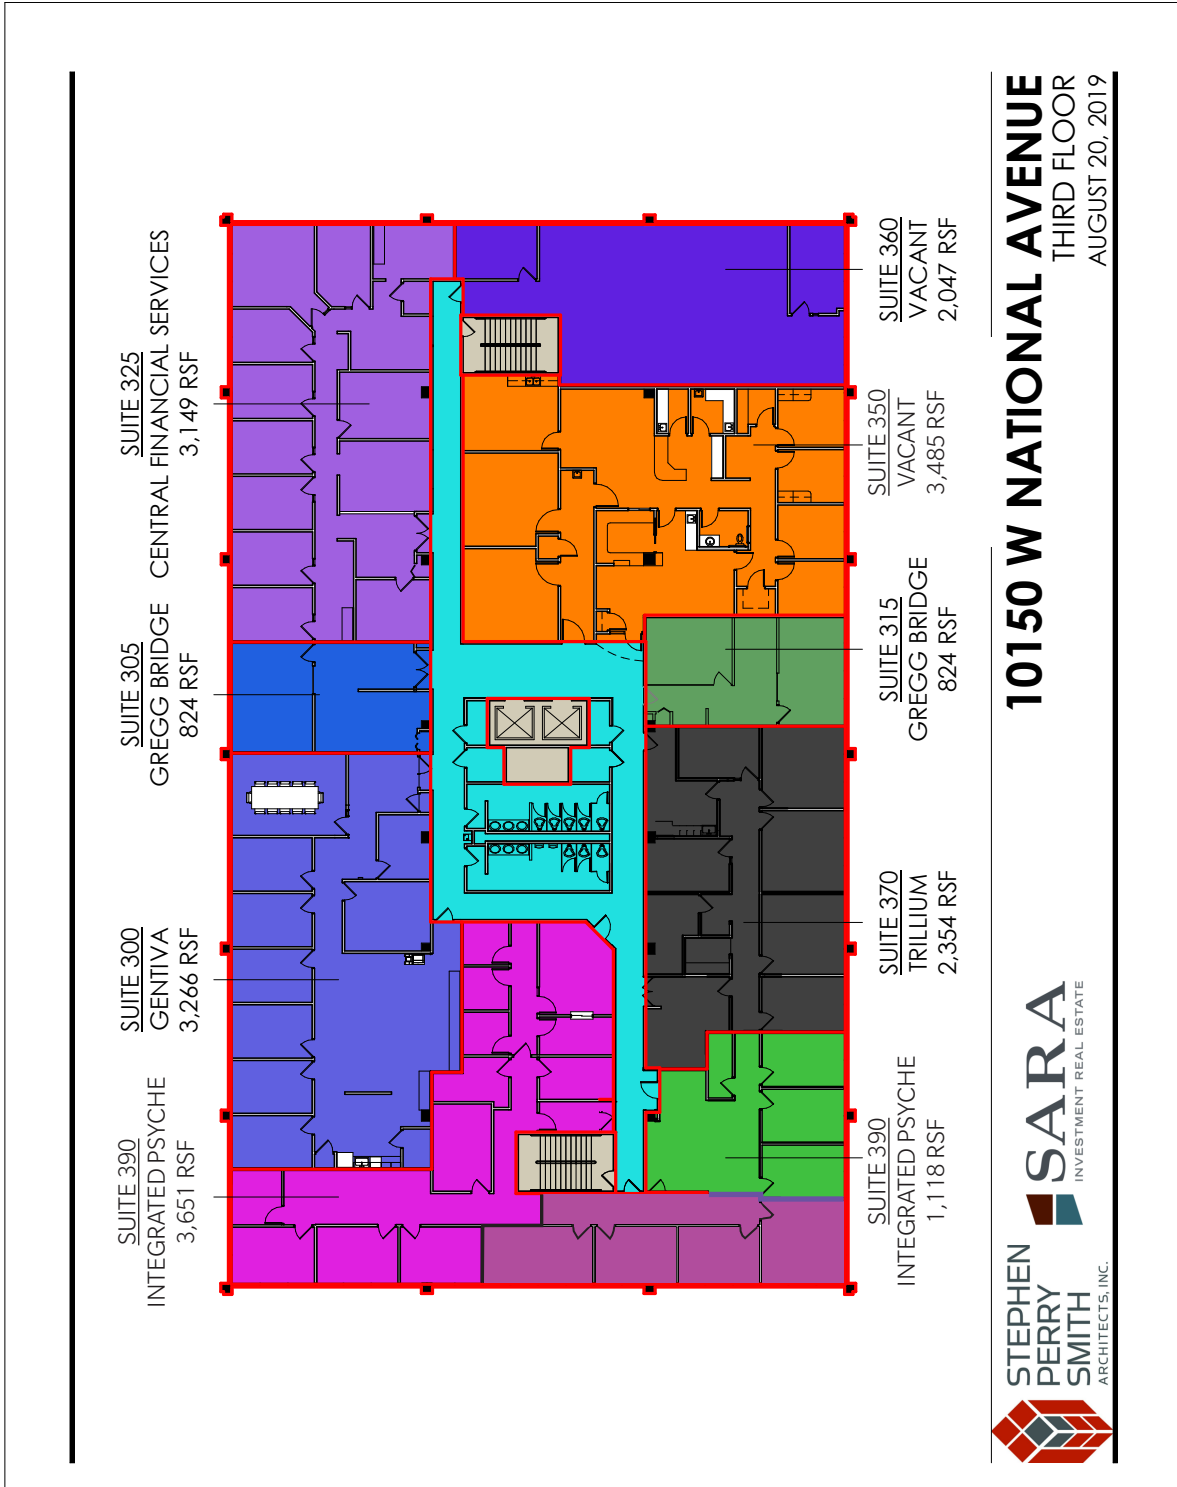 SUITE 390
INTEGRATED PSYCHE
3,651 RSF
SUITE 300
GENTIVA
3,266 RSF
SUITE 305
GREGG BRIDGE
824 RSF
SUITE 325
CENTRAL FINANCIAL SERVICES
3,149 RSF
SUITE 390
INTEGRATED PSYCHE
1,118 RSF
SUITE 370
TRILLIUM
2,354 RSF
SUITE 315
GREGG BRIDGE
824 RSF
SUITE 350
VACANT
3,485 RSF
SUITE 360
VACANT
2,047 RSF
STEPHEN
PERRY
SMITH
ARCHITECTS, INC.
SARA
INVESTMENT REAL ESTATE
10150 W NATIONAL AVENUE
THIRD FLOOR
AUGUST 20, 2019